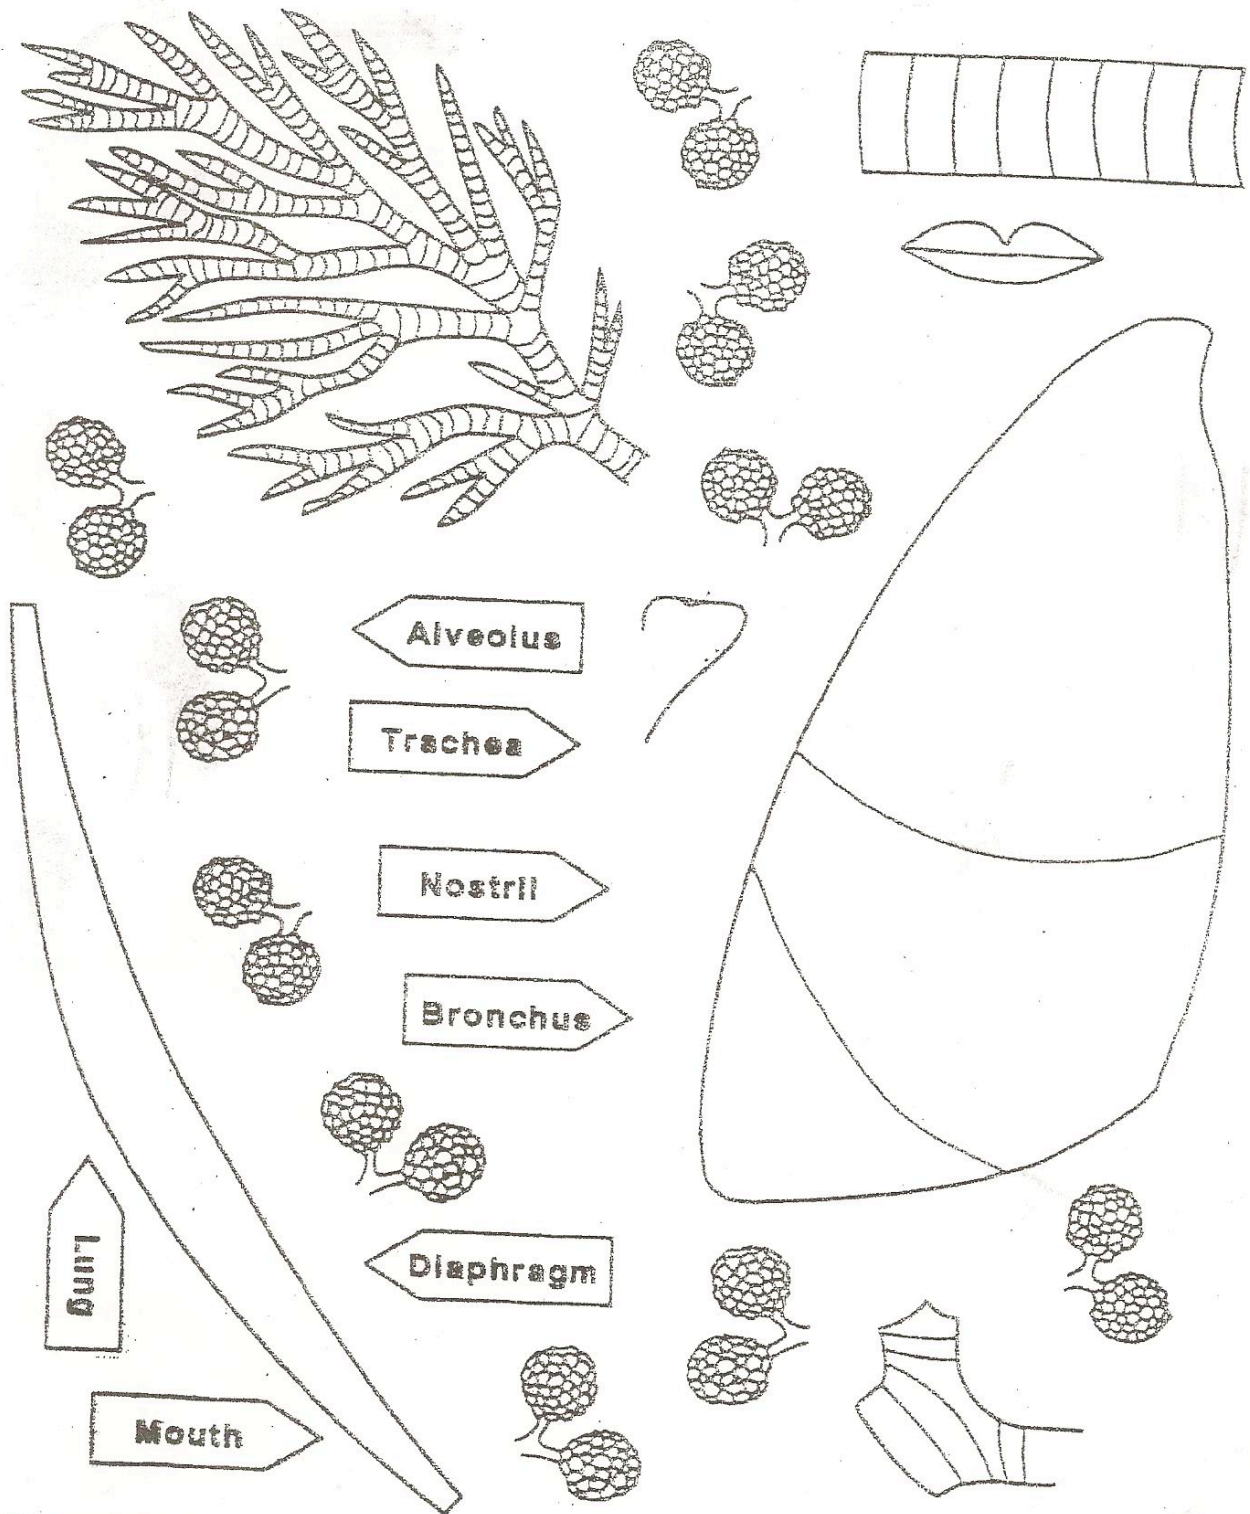 Alveolus
Trachea
Nostril
Bronchus
Lung
Diaphragm
Mouth